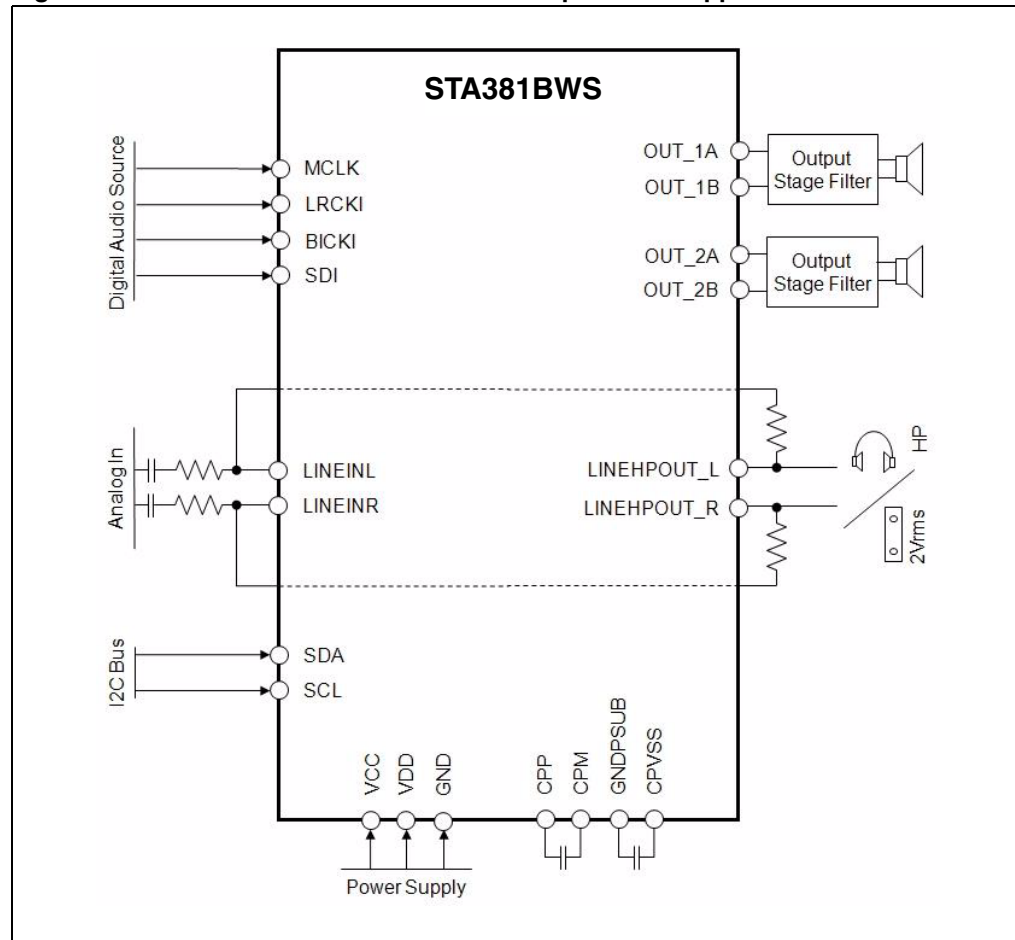 STA381BWS
Digital Audio Source
MCLK
LRCKI
BICKI
SDI
OUT_1A
OUT_1B
Output
Stage Filter
OUT_2A
OUT_2B
Output
Stage Filter
Analog In
LINEINL
LINEINR
LINEHPOUT_L
LINEHPOUT_R
HP
2Vrms
I2C Bus
SDA
SCL
VCC
VDD
GND
CPP
CPM
GNDPSUB
CPVSS
Power Supply